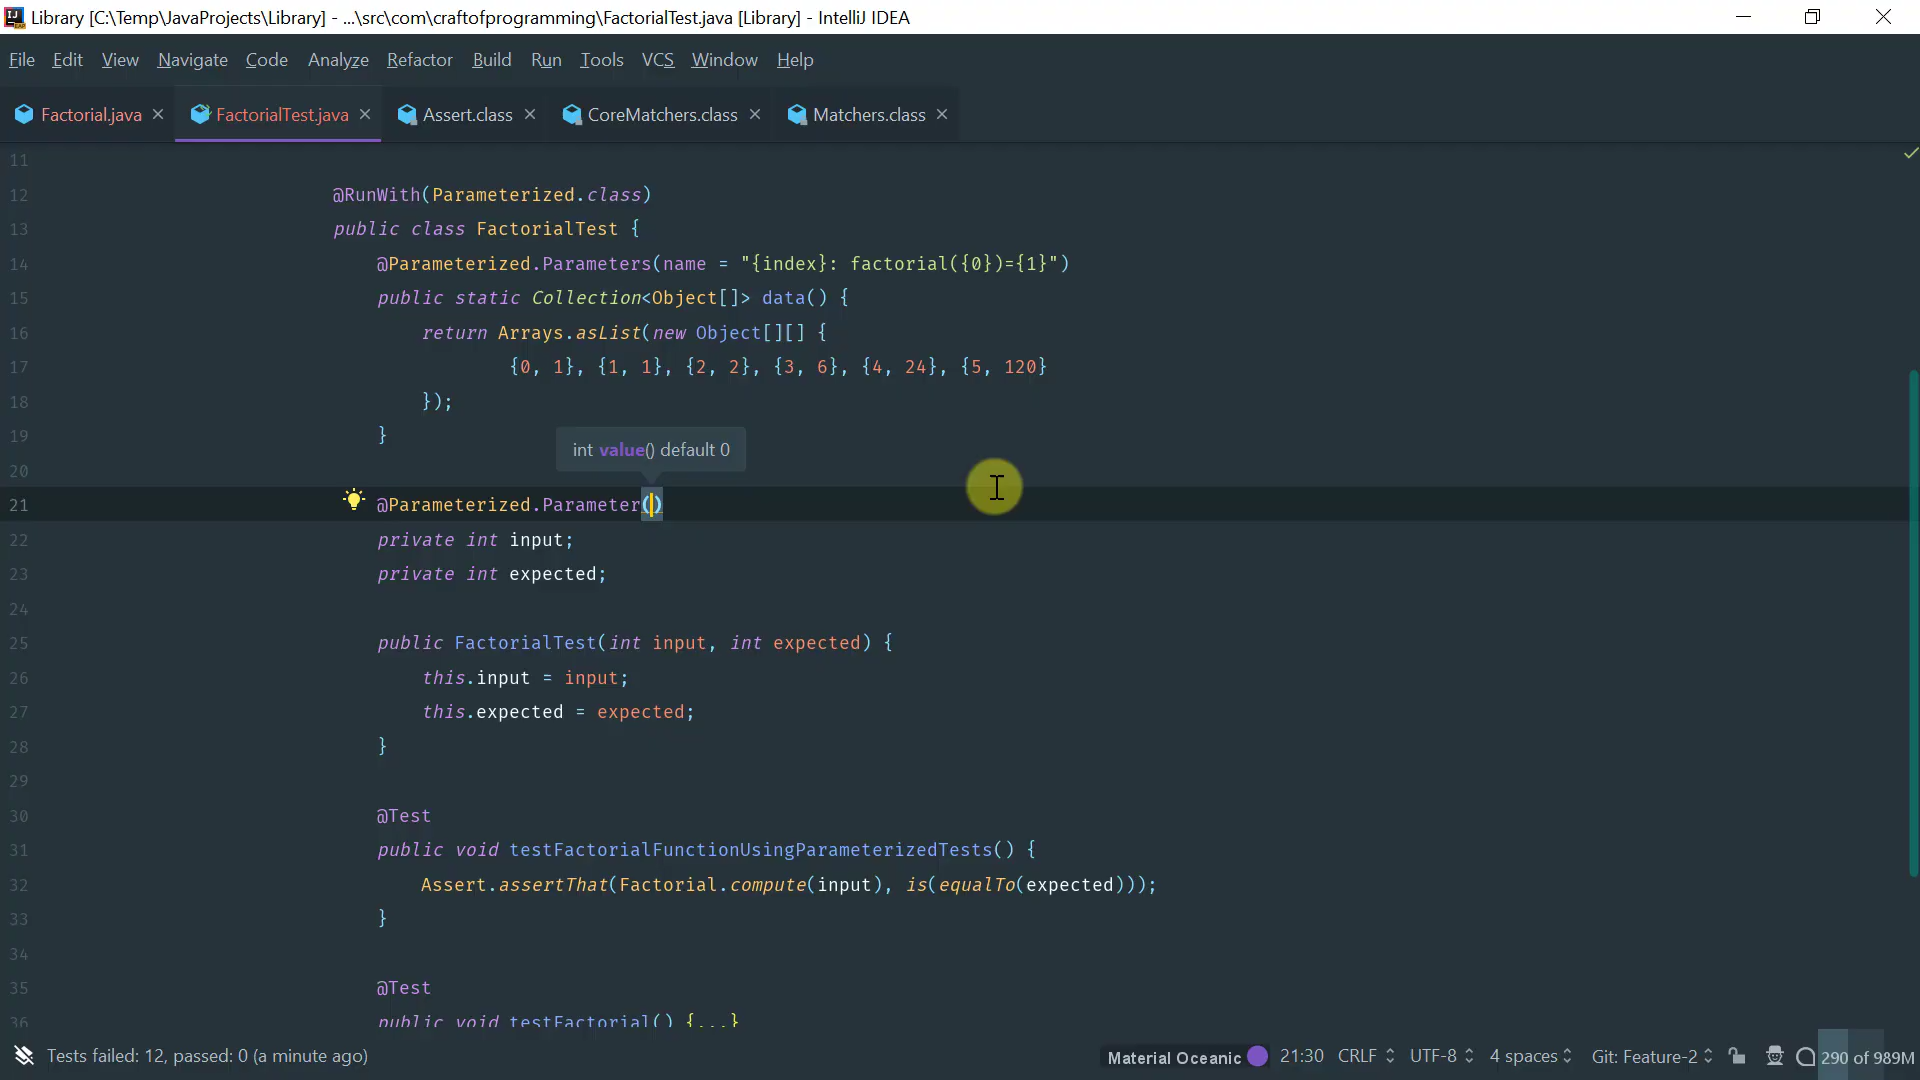 Library [C:\Temp\JavaProjects\Library] - ...\src\com\craftofprogramming\FactorialTest.java [Library] - IntelliJ IDEA
File Edit View Navigate Code Analyze Refactor Build Run Tools VCS Window Help
Factorial.java FactorialTest.java Assert.class CoreMatchers.class Matchers.class
11
12 @RunWith(Parameterized.class)
13 public class FactorialTest {
14 @Parameterized.Parameters(name = "{index}: factorial({0})={1}")
15 public static Collection<Object[]> data() {
16 return Arrays.asList(new Object[][] {
17 {0, 1}, {1, 1}, {2, 2}, {3, 6}, {4, 24}, {5, 120}
18 });
19 }
int value() default 0
20
21 @Parameterized.Parameter()
22 private int input;
23 private int expected;
24
25 public FactorialTest(int input, int expected) {
26 this.input = input;
27 this.expected = expected;
28 }
29
30 @Test
31 public void testFactorialFunctionUsingParameterizedTests() {
32 Assert.assertThat(Factorial.compute(input), is(equalTo(expected)));
33 }
34
35 @Test
36 public void testFactorial() {...}
Tests failed: 12, passed: 0 (a minute ago) Material Oceanic 21:30 CRLF UTF-8 4 spaces Git: Feature-2 290 of 989M